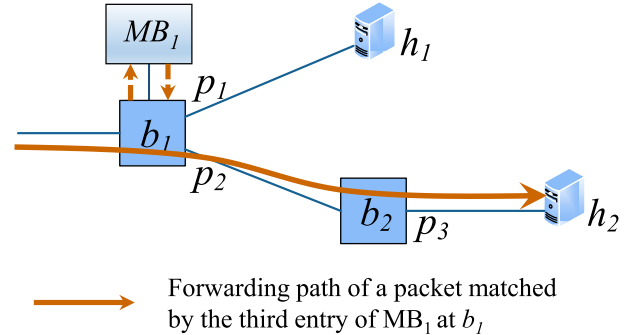 MB₁
p₁
h₁
b₁
p₂
b₂
p₃
h₂
Forwarding path of a packet matched
by the third entry of MB₁ at b₁